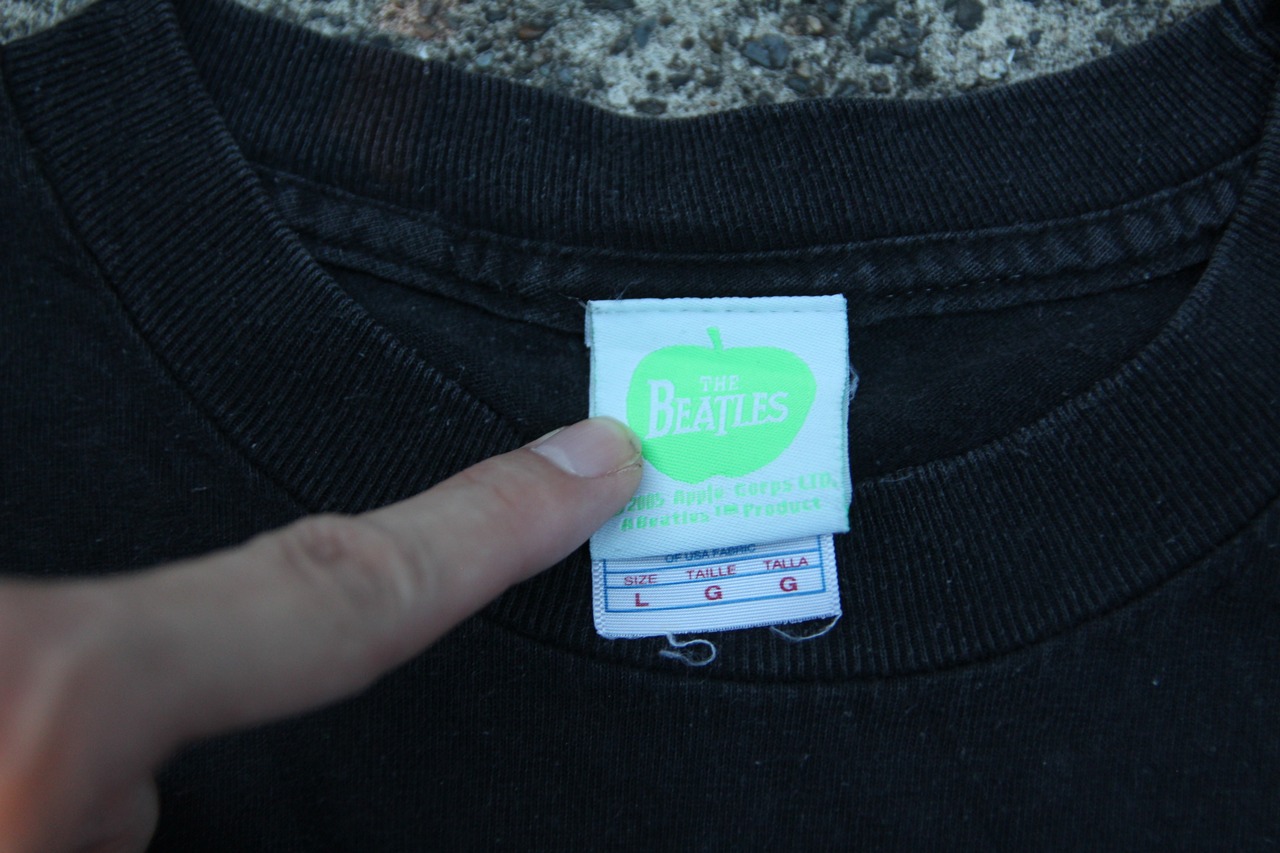 THE
BEATLES
2005 Apple Corps LTD.
A Beatles ™ Product
OF USA FABRIC
SIZE TAILLE TALLA
L G G